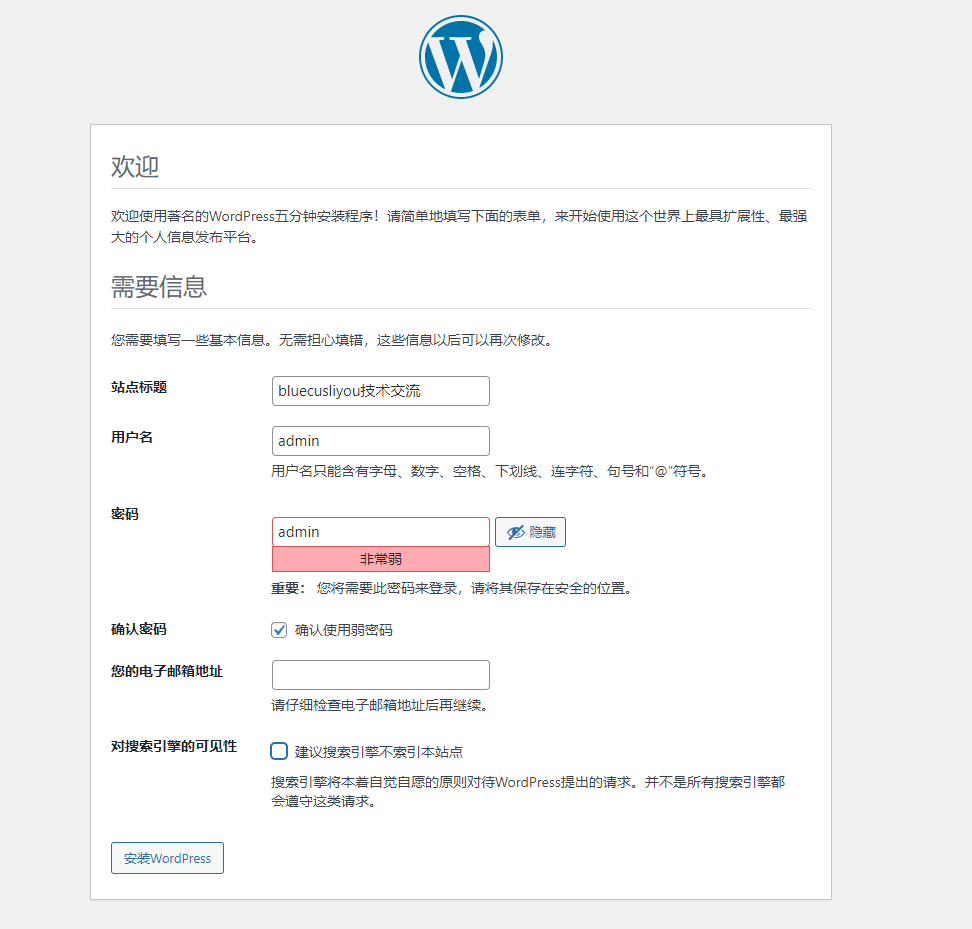 欢迎
欢迎使用著名的WordPress五分钟安装程序！请简单地填写下面的表单，来开始使用这个世界上最具扩展性、最强
大的个人信息发布平台。
需要信息
您需要填写一些基本信息。无需担心填错，这些信息以后可以再次修改。
站点标题
bluecusliyou技术交流
用户名
admin
用户名只能含有字母、数字、空格、下划线、连字符、句号和“@”符号。
密码
admin
隐藏
非常弱
重要： 您将需要此密码来登录，请将其保存在安全的位置。
确认密码
确认使用弱密码
您的电子邮箱地址
请仔细检查电子邮箱地址后再继续。
对搜索引擎的可见性
建议搜索引擎不索引本站点
搜索引擎将本着自觉自愿的原则对待WordPress提出的请求。并不是所有搜索引擎都
会遵守这类请求。
安装WordPress